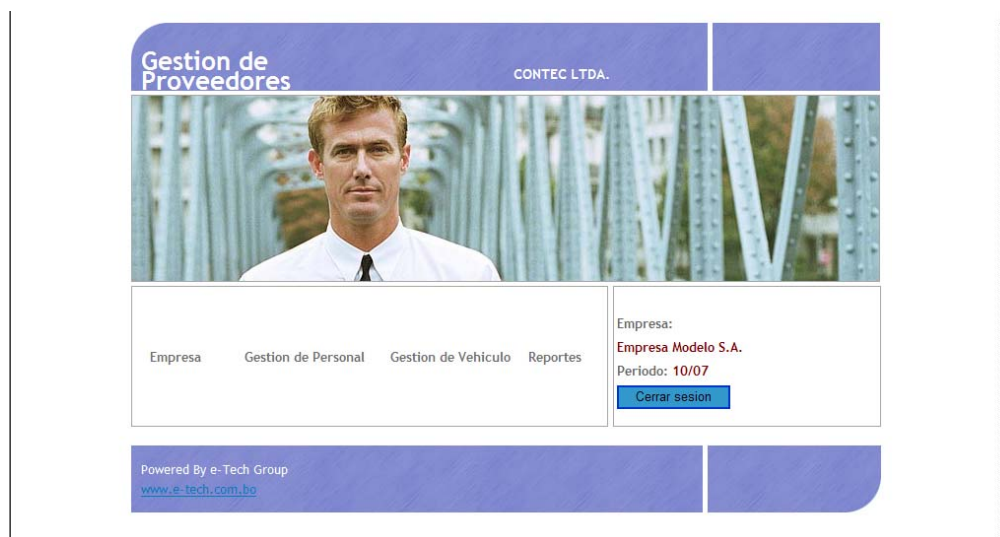 Gestion de
Proveedores
CONTEC LTDA.
Empresa Gestion de Personal Gestion de Vehiculo Reportes
Empresa:
Empresa Modelo S.A.
Periodo: 10/07
Cerrar sesion
Powered By e-Tech Group
www.e-tech.com.bo